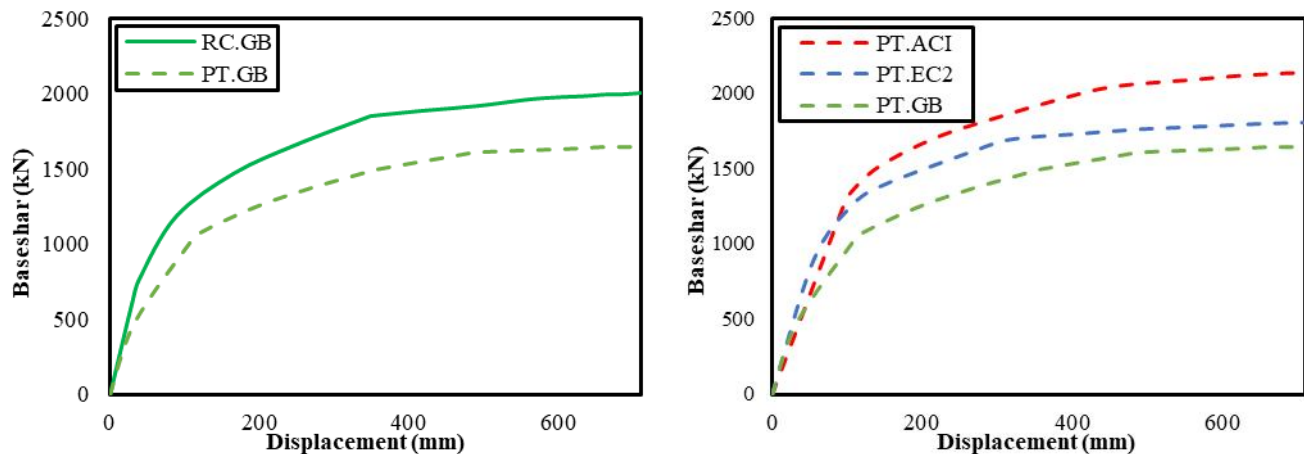 2500
2000
1500
1000
500
0
Baseshar (kN)
RC.GB
PT.GB
0 200 400 600
Displacement (mm)
2500
2000
1500
1000
500
0
Baseshar (kN)
PT.ACI
PT.EC2
PT.GB
0 200 400 600
Displacement (mm)